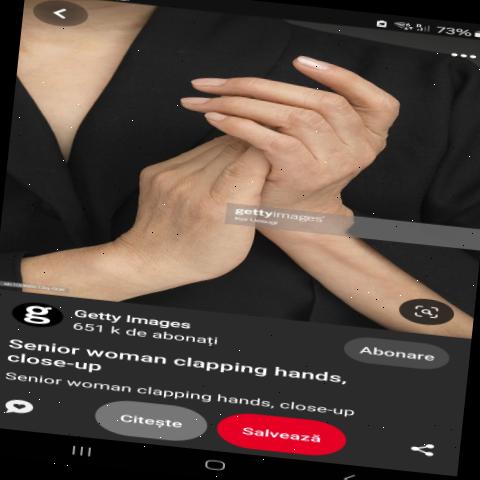 73%
gettyimages
Getty Images
651 k de abonați
Abonare
Senior woman clapping hands,
close-up
Senior woman clapping hands, close-up
Citește
Salvează